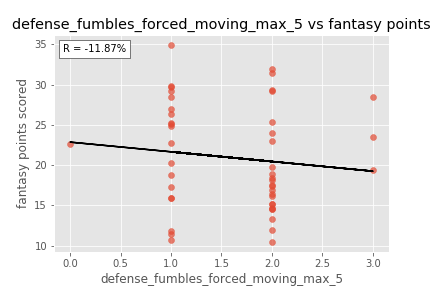 defense_fumbles_forced_moving_max_5 vs fantasy points
R = -11.87%
fantasy points scored
35
30
25
20
15
10
0.0 0.5 1.0 1.5 2.0 2.5 3.0
defense_fumbles_forced_moving_max_5